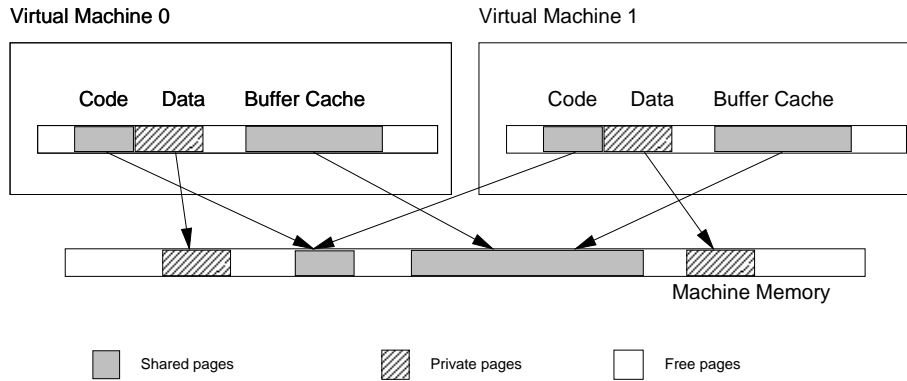 Virtual Machine 0
Virtual Machine 1
Code Data Buffer Cache
Code Data Buffer Cache
Machine Memory
Shared pages
Private pages
Free pages